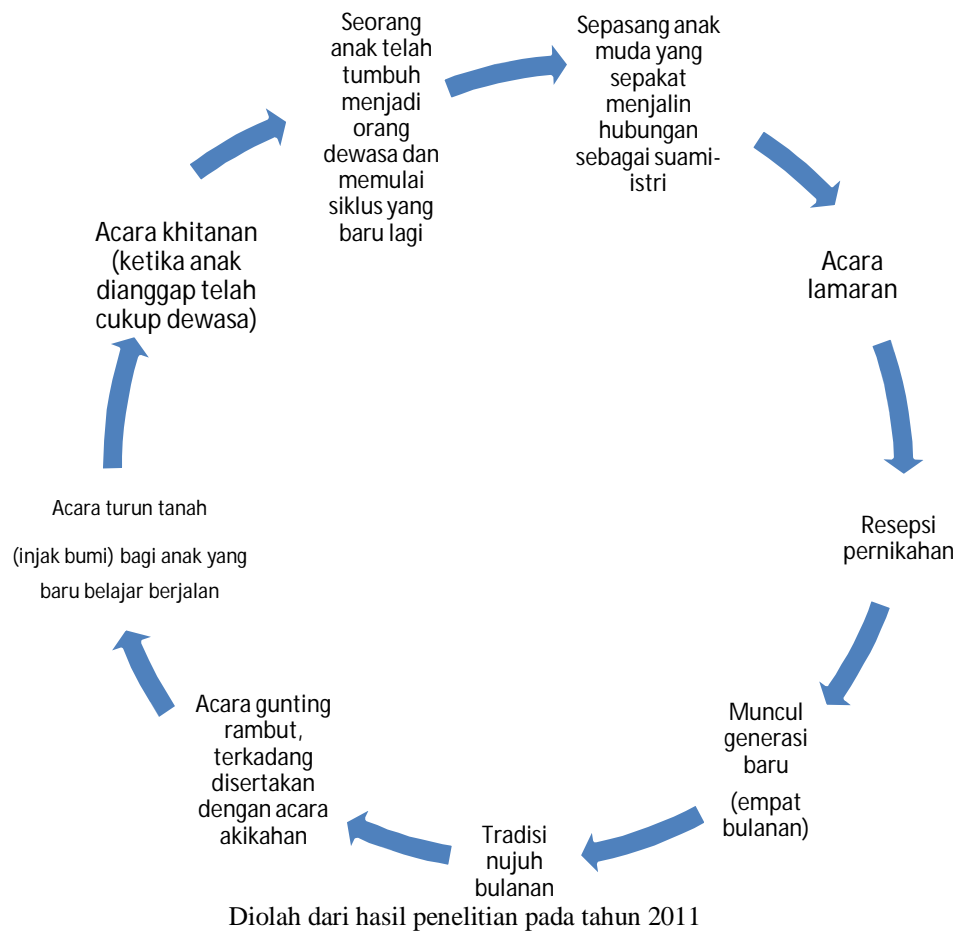 Seorang
anak telah
tumbuh
menjadi
orang
dewasa dan
memulai
siklus yang
baru lagi
Sepasang anak
muda yang
sepakat
menjalin
hubungan
sebagai suami-
istri
Acara
lamaran
Resepsi
pernikahan
Muncul
generasi
baru
(empat
bulanan)
Tradisi
nujuh
bulanan
Acara gunting
rambut,
terkadang
disertakan
dengan acara
akikahan
Acara turun tanah
(injak bumi) bagi anak yang
baru belajar berjalan
Acara khitanan
(ketika anak
dianggap telah
cukup dewasa)
Diolah dari hasil penelitian pada tahun 2011